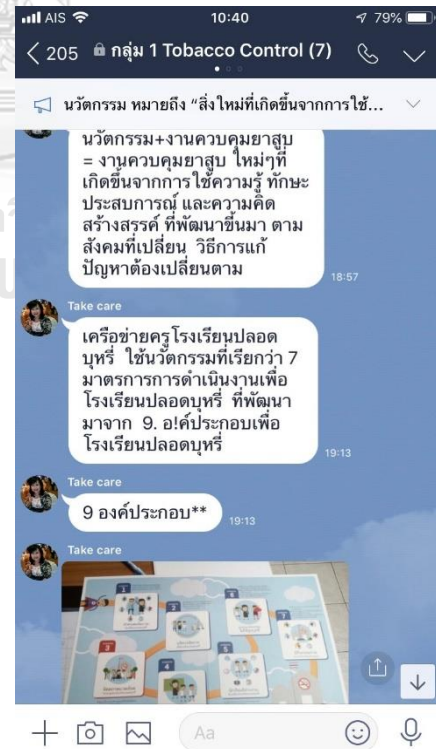 AIS 10:40 79%
205 กลุ่ม 1 Tobacco Control (7)
นวัตกรรม หมายถึง “สิ่งใหม่ที่เกิดขึ้นจากการใช้...
นวัตกรรม+งานควบคุมยาสูบ
= งานควบคุมยาสูบ ใหม่ๆที่
เกิดขึ้นจากการใช้ความรู้ ทักษะ
ประสบการณ์ และความคิด
สร้างสรรค์ ที่พัฒนาขึ้นมา ตาม
สังคมที่เปลี่ยน วิธีการแก้
ปัญหาต้องเปลี่ยนตาม
18:57
Take care
เครือข่ายครูโรงเรียนปลอด
บุหรี่ ใช้นวัตกรรมที่เรียกว่า 7
มาตรการการดำเนินงานเพื่อ
โรงเรียนปลอดบุหรี่ ที่พัฒนา
มาจาก 9. อ!ค์ประกอบเพื่อ
โรงเรียนปลอดบุหรี่
19:13
Take care
9 องค์ประกอบ**
19:13
Take care
Aa